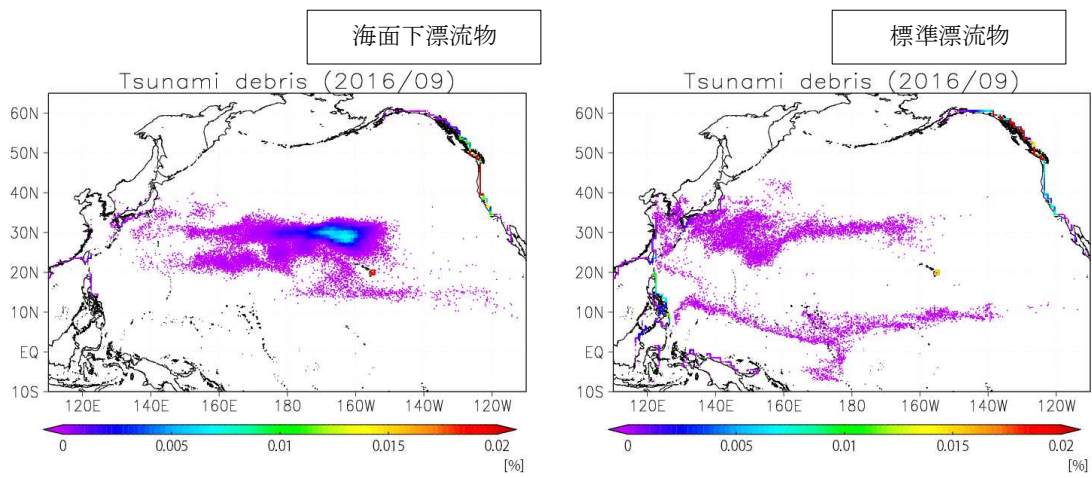 海面下漂流物
Tsunami debris (2016/09)
60N
50N
40N
30N
20N
10N
EQ
10S
120E
140E
160E
180
160W
140W
120W
0
0.005
0.01
0.015
0.02
[%]
標準漂流物
Tsunami debris (2016/09)
60N
50N
40N
30N
20N
10N
EQ
10S
120E
140E
160E
180
160W
140W
120W
0
0.005
0.01
0.015
0.02
[%]